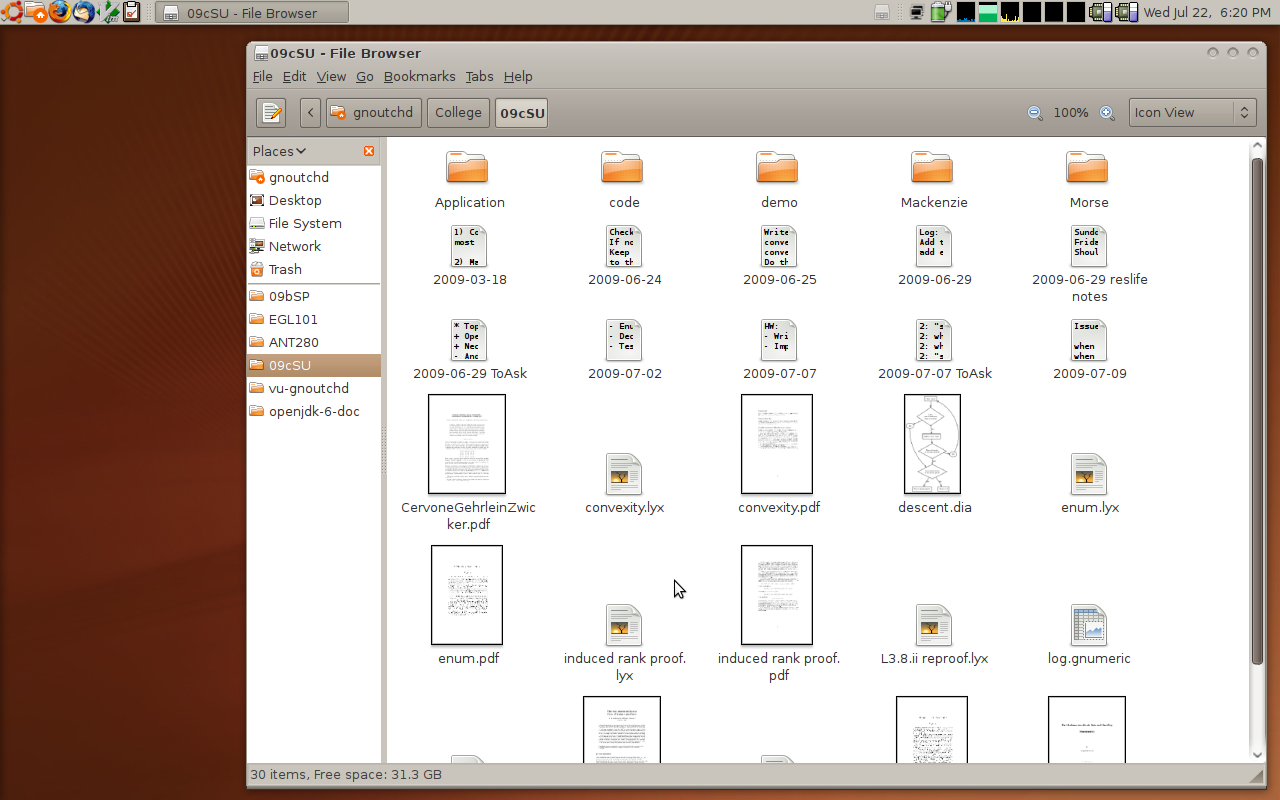 09cSU - File Browser
Wed Jul 22, 6:20 PM
09cSU - File Browser
File Edit View Go Bookmarks Tabs Help
gnoutchd College 09cSU
100%
Icon View
Places
gnoutchd
Desktop
File System
Network
Trash
09bSP
EGL101
ANT280
09cSU
vu-gnoutchd
openjdk-6-doc
Application code demo Mackenzie Morse
1) Co
most
2) Me
Check
If no
Keep
to th
Write
conve
conve
Do th
Log:
Add t
add e
Sundo
Fride
Shoul
2009-03-18 2009-06-24 2009-06-25 2009-06-29 2009-06-29 reslife
notes
* Top
+ Ope
+ Nec
- Anc
- Enu
- Dec
- Tes
HW:
- Wri
- Imp
2: "s
2: wh
2: wh
2: "s
Issue
when
when
2009-06-29 ToAsk 2009-07-02 2009-07-07 2009-07-07 ToAsk 2009-07-09
CervoneGehrleinZwic
ker.pdf
convexity.lyx convexity.pdf descent.dia enum.lyx
enum.pdf
induced rank proof.
lyx
induced rank proof.
pdf
L3.8.ii reproof.lyx log.gnumeric
30 items, Free space: 31.3 GB